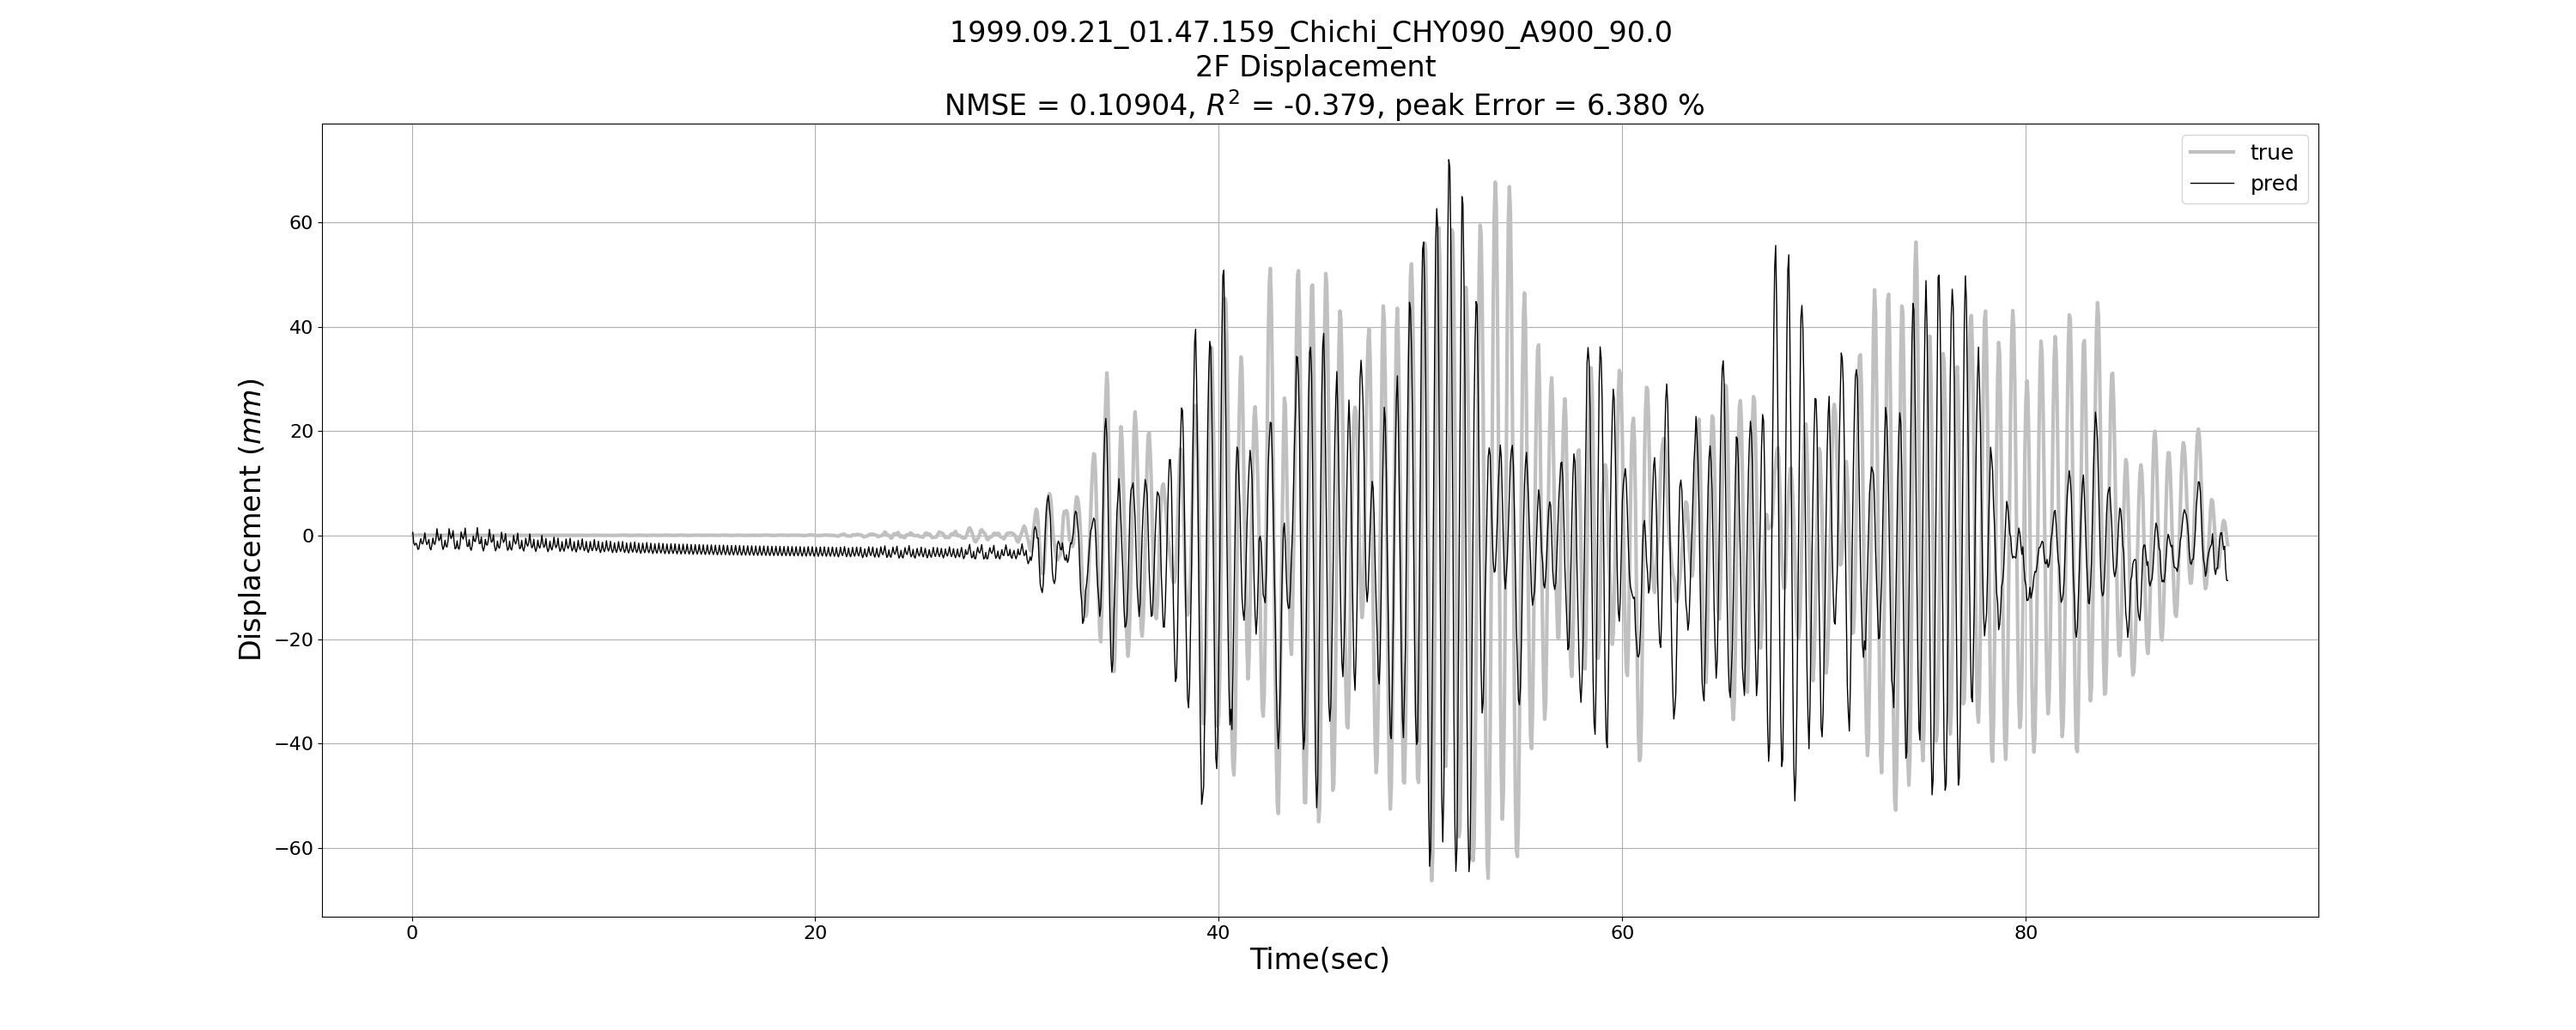 1999.09.21_01.47.159_Chichi_CHY090_A900_90.0
2F Displacement
NMSE = 0.10904, R² = -0.379, peak Error = 6.380 %
true
pred
Displacement (mm)
60
40
20
0
−20
−40
−60
0 20 40 60 80
Time(sec)